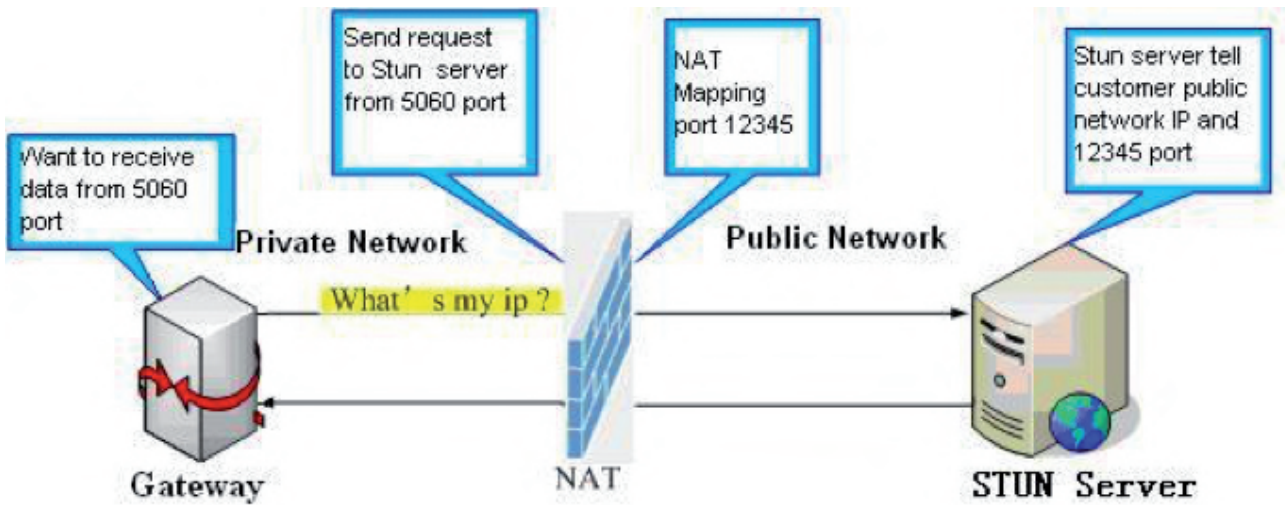 Want to receive
data from 5060
port
Send request
to Stun server
from 5060 port
NAT
Mapping
port 12345
Stun server tell
customer public
network IP and
12345 port
Private Network
Public Network
What's my ip ?
Gateway
NAT
STUN Server